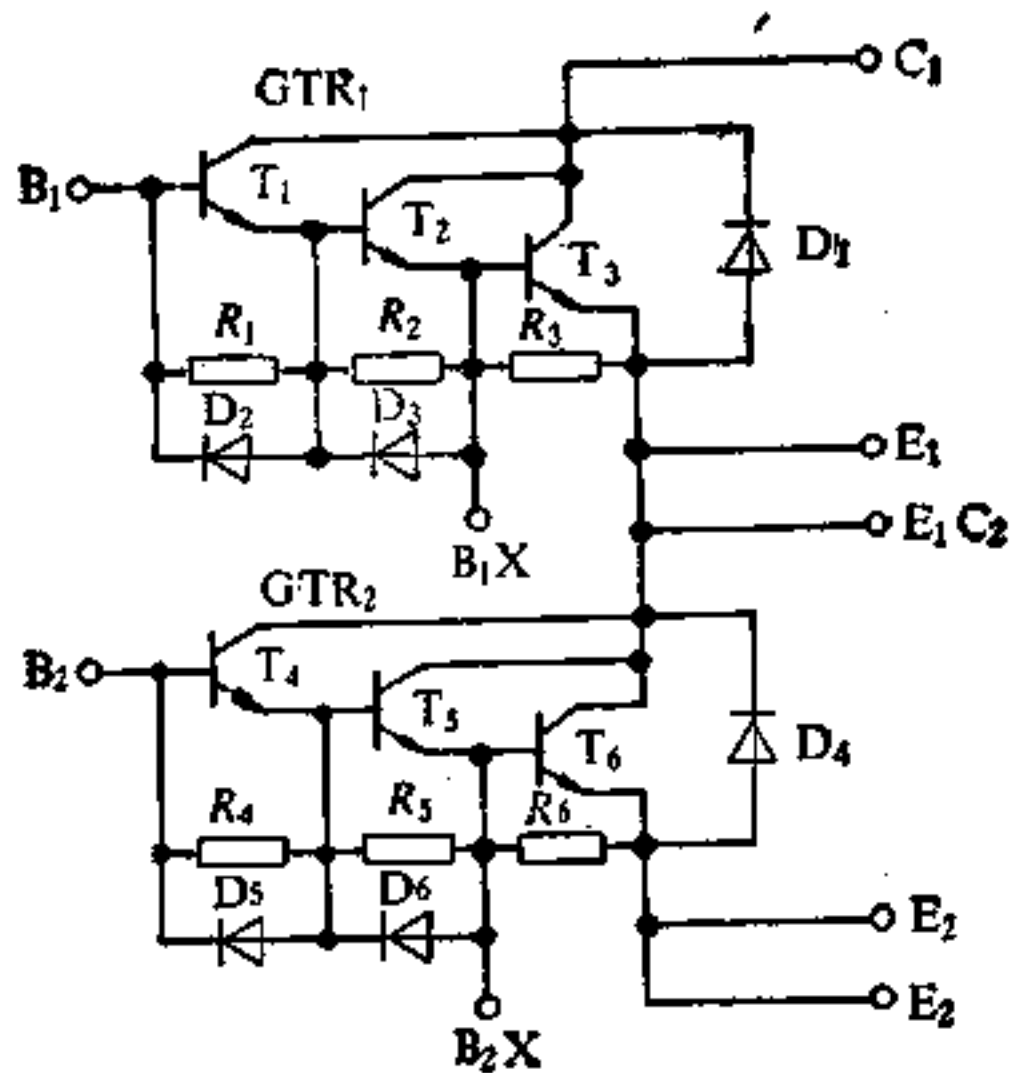 C₁
GTR₁
B₁ T₁ T₂ T₃ D₁
R₁ R₂ R₃
D₂ D₃
E₁
B₁X E₁C₂
GTR₂
B₂ T₄ T₅ T₆ D₄
R₄ R₅ R₆
D₅ D₆
E₂
B₂X E₂